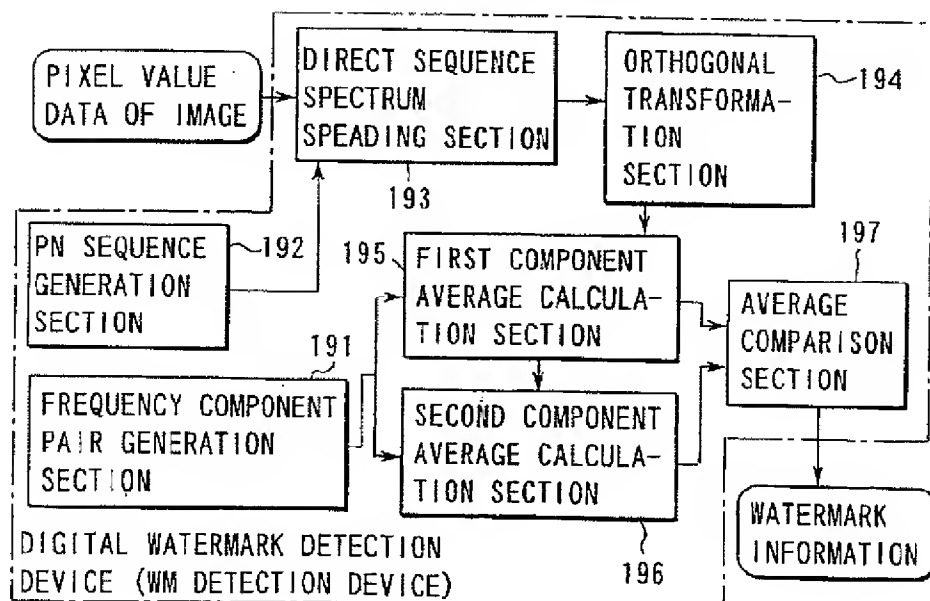 PIXEL VALUE
DATA OF IMAGE
DIRECT SEQUENCE
SPECTRUM
SPEADING SECTION
193
ORTHOGONAL
TRANSFORMA-
TION
SECTION
194
PN SEQUENCE
GENERATION
SECTION
192
195
FIRST COMPONENT
AVERAGE CALCULA-
TION SECTION
197
AVERAGE
COMPARISON
SECTION
191
FREQUENCY COMPONENT
PAIR GENERATION
SECTION
SECOND COMPONENT
AVERAGE CALCULA-
TION SECTION
196
WATERMARK
INFORMATION
DIGITAL WATERMARK DETECTION
DEVICE (WM DETECTION DEVICE)